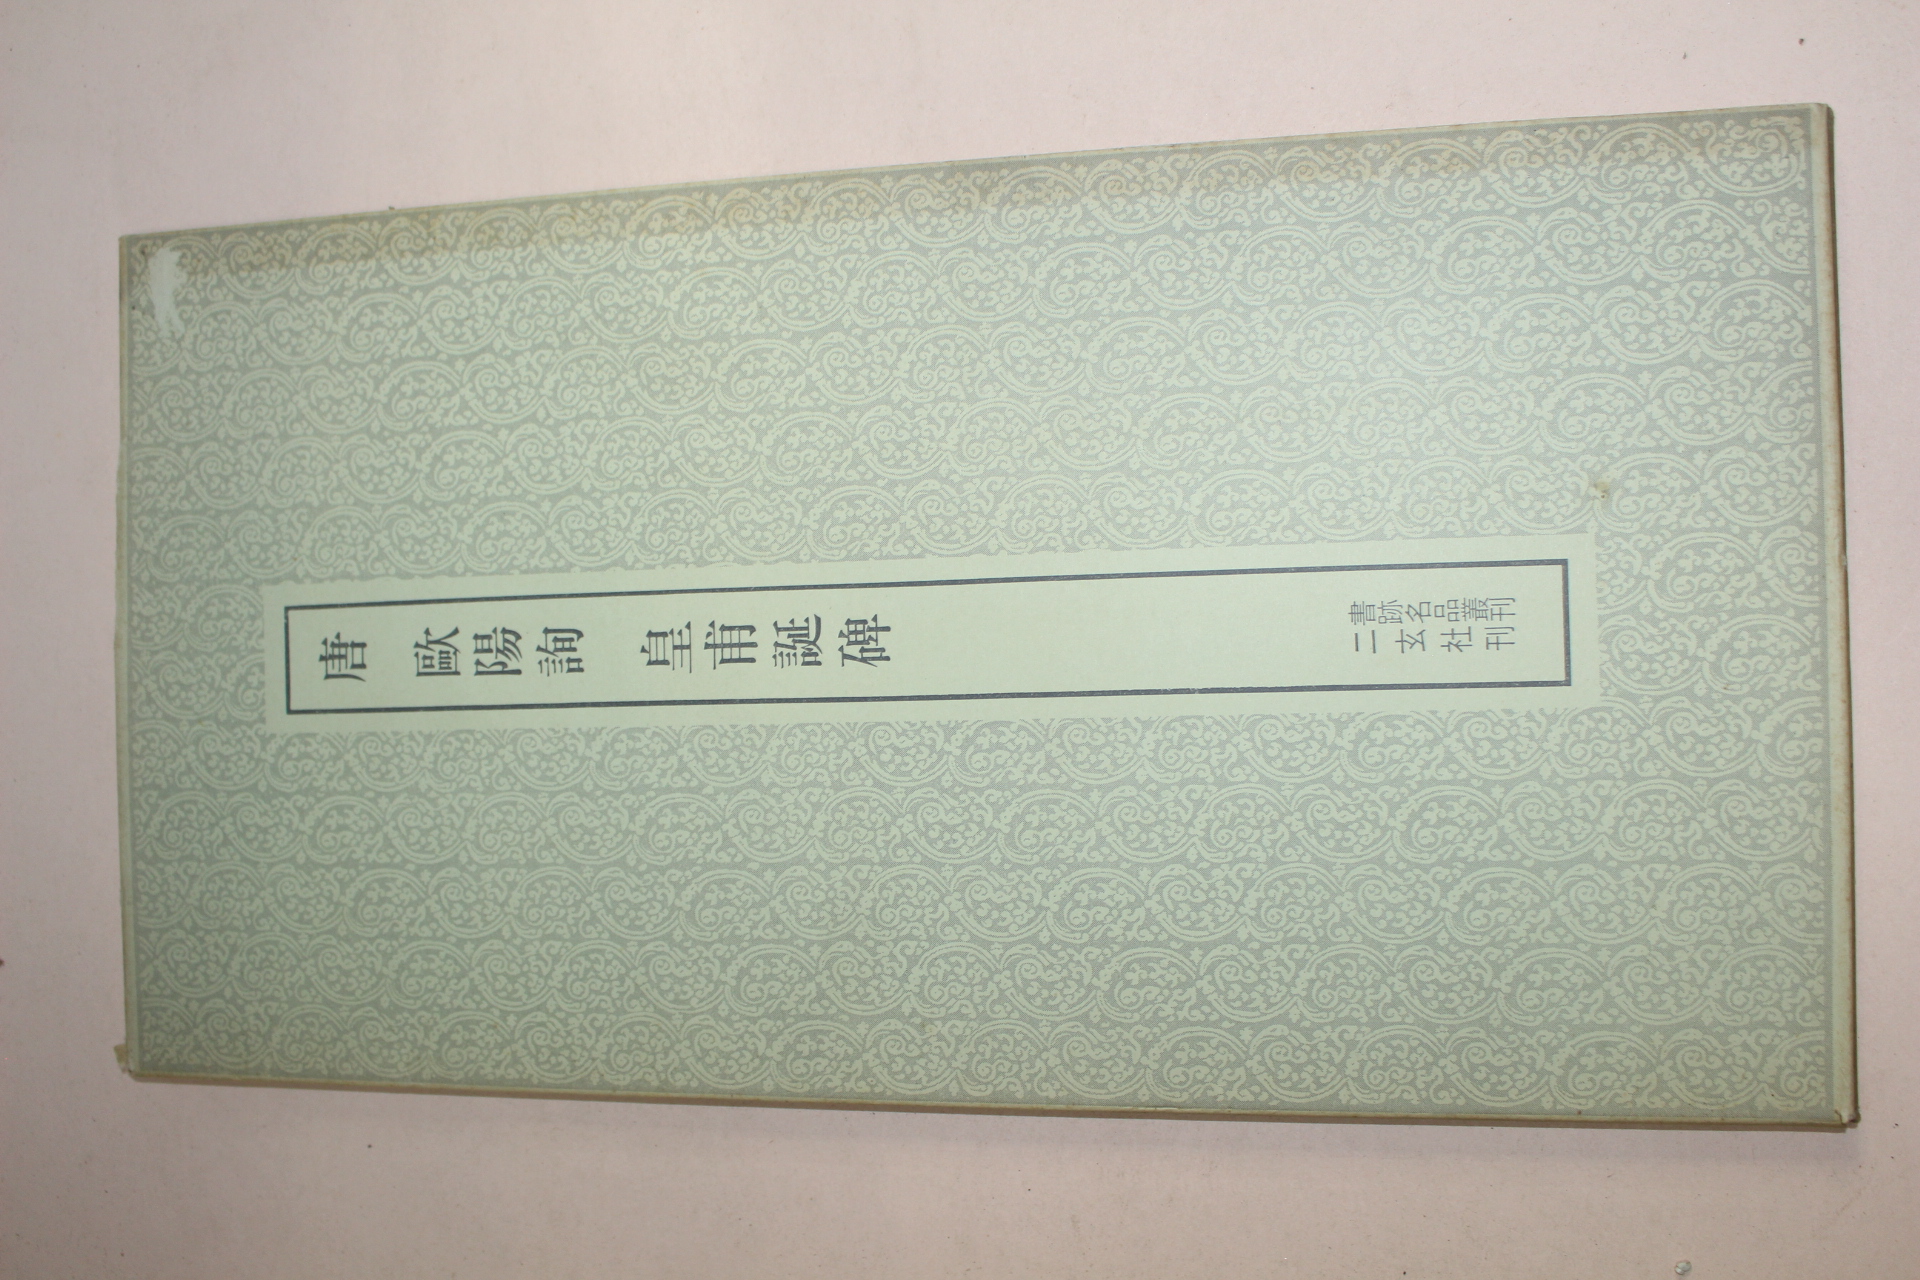 唐　歐陽詢　皇甫誕碑
書跡名品叢刊
二玄社刊